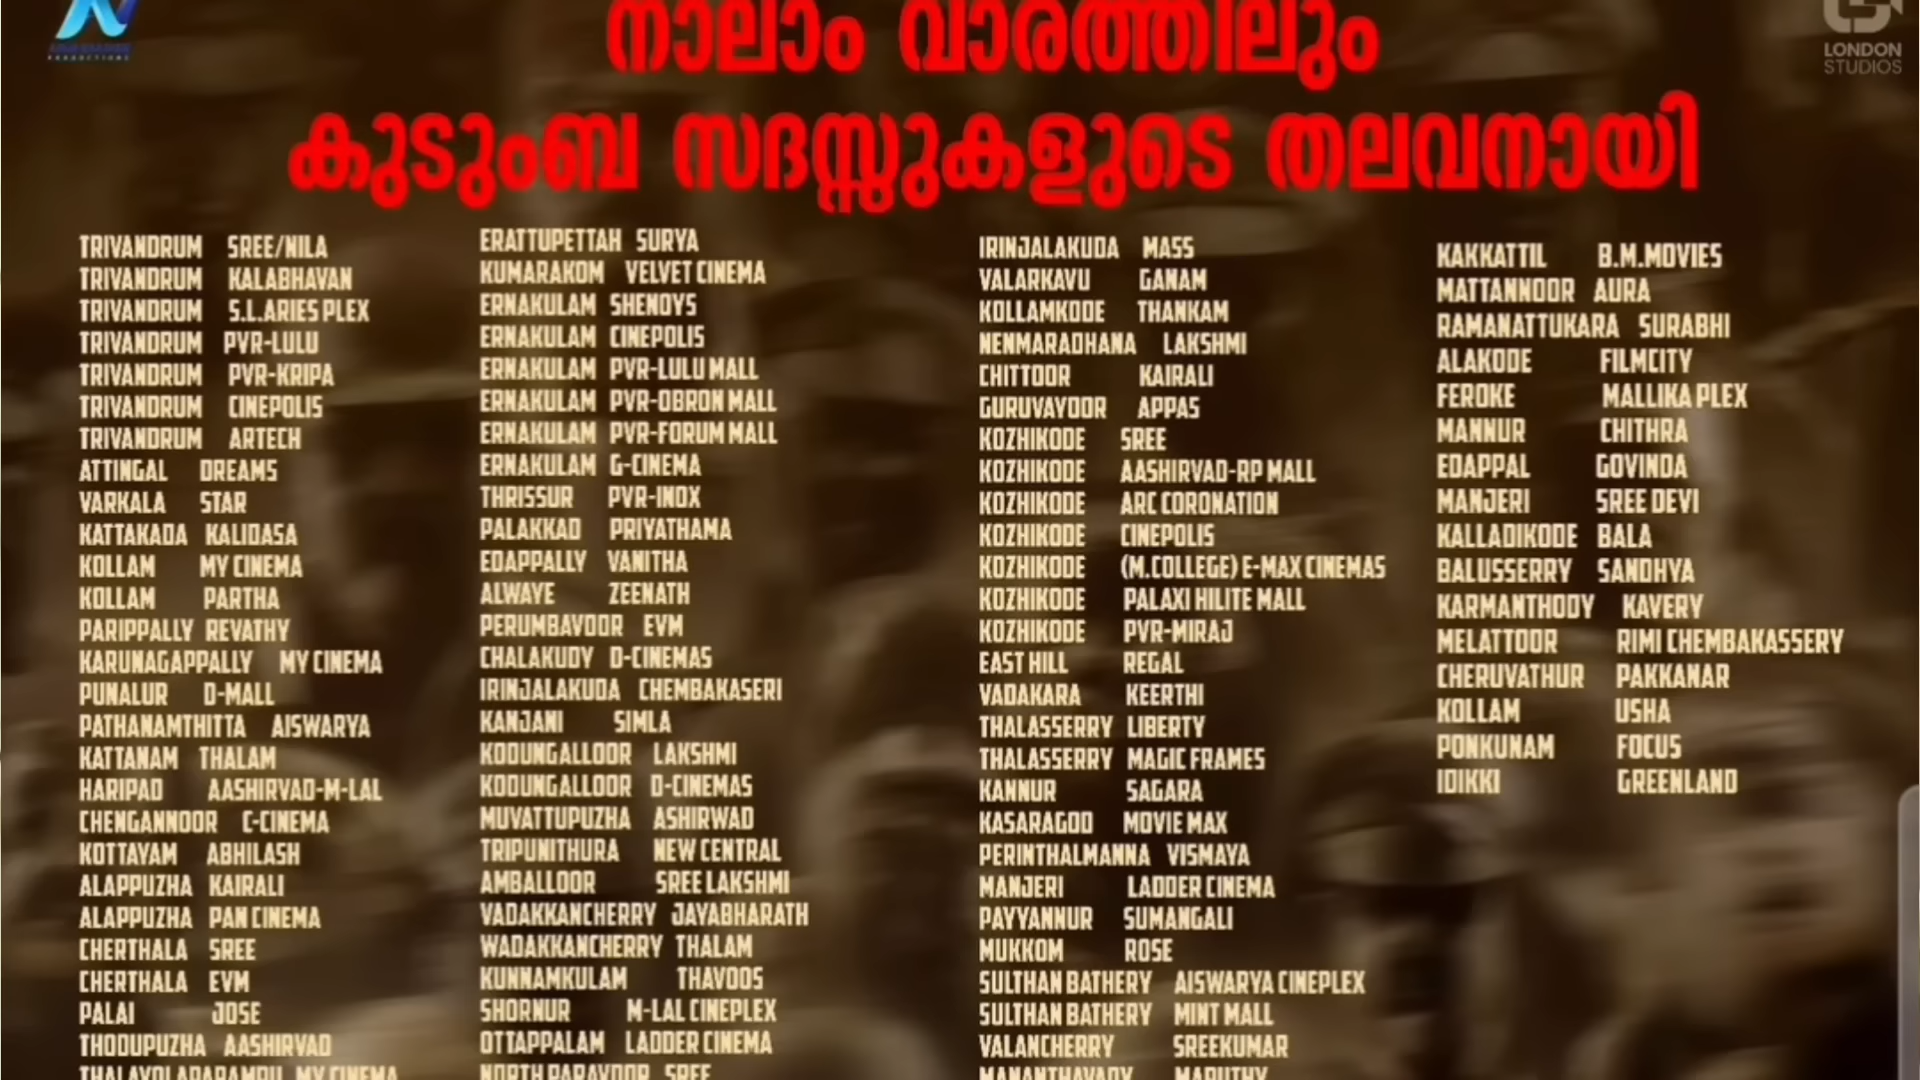 നാലാം വാരത്തിലും
LONDON
STUDIOS
PRODUCTIONS
കുടുംബ സദസ്സുകളുടെ തലവനായി
TRIVANDRUM SREE/NILA
TRIVANDRUM KALABHAVAN
TRIVANDRUM S.L.ARIES PLEX
TRIVANDRUM PVR-LULU
TRIVANDRUM PVR-KRIPA
TRIVANDRUM CINEPOLIS
TRIVANDRUM ARTECH
ATTINGAL DREAMS
VARKALA STAR
KATTAKADA KALIDASA
KOLLAM MY CINEMA
KOLLAM PARTHA
PARIPPALLY REVATHY
KARUNAGAPPALLY MY CINEMA
PUNALUR D-MALL
PATHANAMTHITTA AISWARYA
KATTANAM THALAM
HARIPAD AASHIRVAD-M-LAL
CHENGANNOOR C-CINEMA
KOTTAYAM ABHILASH
ALAPPUZHA KAIRALI
ALAPPUZHA PAN CINEMA
CHERTHALA SREE
CHERTHALA EVM
PALAI JOSE
THODUPUZHA AASHIRVAD
THALAYOLAPARAMPU MY CINEMA
ERATTUPETTAH SURYA
KUMARAKOM VELVET CINEMA
ERNAKULAM SHENOYS
ERNAKULAM CINEPOLIS
ERNAKULAM PVR-LULU MALL
ERNAKULAM PVR-OBRON MALL
ERNAKULAM PVR-FORUM MALL
ERNAKULAM G-CINEMA
THRISSUR PVR-INOX
PALAKKAD PRIYATHAMA
EDAPPALLY VANITHA
ALWAYE ZEENATH
PERUMBAVOOR EVM
CHALAKUDY D-CINEMAS
IRINJALAKUDA CHEMBAKASERI
KANJANI SIMLA
KODUNGALLOOR LAKSHMI
KODUNGALLOOR D-CINEMAS
MUVATTUPUZHA ASHIRWAD
TRIPUNITHURA NEW CENTRAL
AMBALLOOR SREE LAKSHMI
VADAKKANCHERRY JAYABHARATH
WADAKKANCHERRY THALAM
KUNNAMKULAM THAVOOS
SHORNUR M-LAL CINEPLEX
OTTAPPALAM LADDER CINEMA
NORTH PARAVOOR SREE
IRINJALAKUDA MASS
VALARKAVU GANAM
KOLLAMKODE THANKAM
NENMARADHANA LAKSHMI
CHITTOOR KAIRALI
GURUVAYOOR APPAS
KOZHIKODE SREE
KOZHIKODE AASHIRVAD-RP MALL
KOZHIKODE ARC CORONATION
KOZHIKODE CINEPOLIS
KOZHIKODE (M.COLLEGE) E-MAX CINEMAS
KOZHIKODE PALAXI HILITE MALL
KOZHIKODE PVR-MIRAJ
EAST HILL REGAL
VADAKARA KEERTHI
THALASSERRY LIBERTY
THALASSERRY MAGIC FRAMES
KANNUR SAGARA
KASARAGOD MOVIE MAX
PERINTHALMANNA VISMAYA
MANJERI LADDER CINEMA
PAYYANNUR SUMANGALI
MUKKOM ROSE
SULTHAN BATHERY AISWARYA CINEPLEX
SULTHAN BATHERY MINT MALL
VALANCHERRY SREEKUMAR
MANANTHAVADY MARUTHY
KAKKATTIL B.M.MOVIES
MATTANNOOR AURA
RAMANATTUKARA SURABHI
ALAKODE FILMCITY
FEROKE MALLIKA PLEX
MANNUR CHITHRA
EDAPPAL GOVINDA
MANJERI SREE DEVI
KALLADIKODE BALA
BALUSSERRY SANDHYA
KARMANTHODY KAVERY
MELATTOOR RIMI CHEMBAKASSERY
CHERUVATHUR PAKKANAR
KOLLAM USHA
PONKUNAM FOCUS
IDIKKI GREENLAND